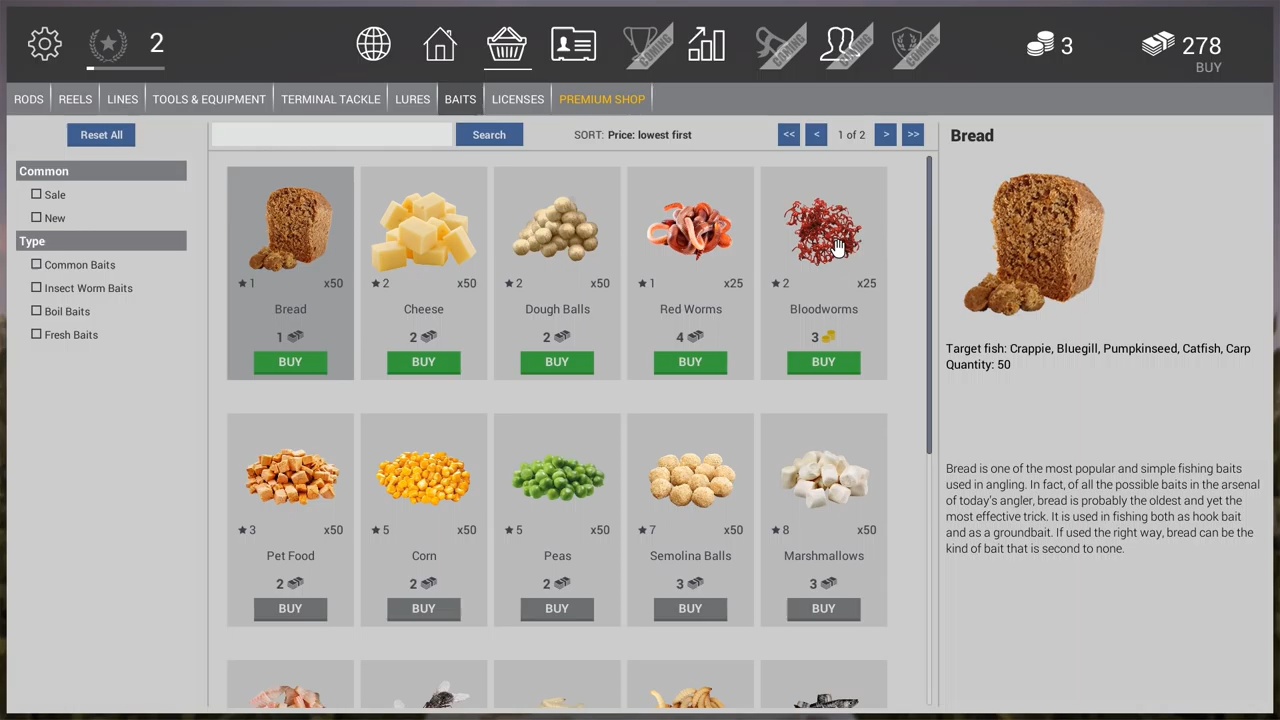 2
COMING
COMING
COMING
COMING
3
278
BUY
RODS
REELS
LINES
TOOLS & EQUIPMENT
TERMINAL TACKLE
LURES
BAITS
LICENSES
PREMIUM SHOP
Reset All
Search
SORT: Price: lowest first
<<
<
1 of 2
>
>>
Bread
Common
Sale
New
Type
Common Baits
Insect Worm Baits
Boil Baits
Fresh Baits
1 x50
Bread
1
BUY
2 x50
Cheese
2
BUY
2 x50
Dough Balls
2
BUY
1 x25
Red Worms
4
BUY
2 x25
Bloodworms
3
BUY
3 x50
Pet Food
2
BUY
5 x50
Corn
2
BUY
5 x50
Peas
2
BUY
7 x50
Semolina Balls
3
BUY
8 x50
Marshmallows
3
BUY
Target fish: Crappie, Bluegill, Pumpkinseed, Catfish, Carp
Quantity: 50
Bread is one of the most popular and simple fishing baits
used in angling. In fact, of all the possible baits in the arsenal
of today's angler, bread is probably the oldest and yet the
most effective trick. It is used in fishing both as hook bait
and as a groundbait. If used the right way, bread can be the
kind of bait that is second to none.